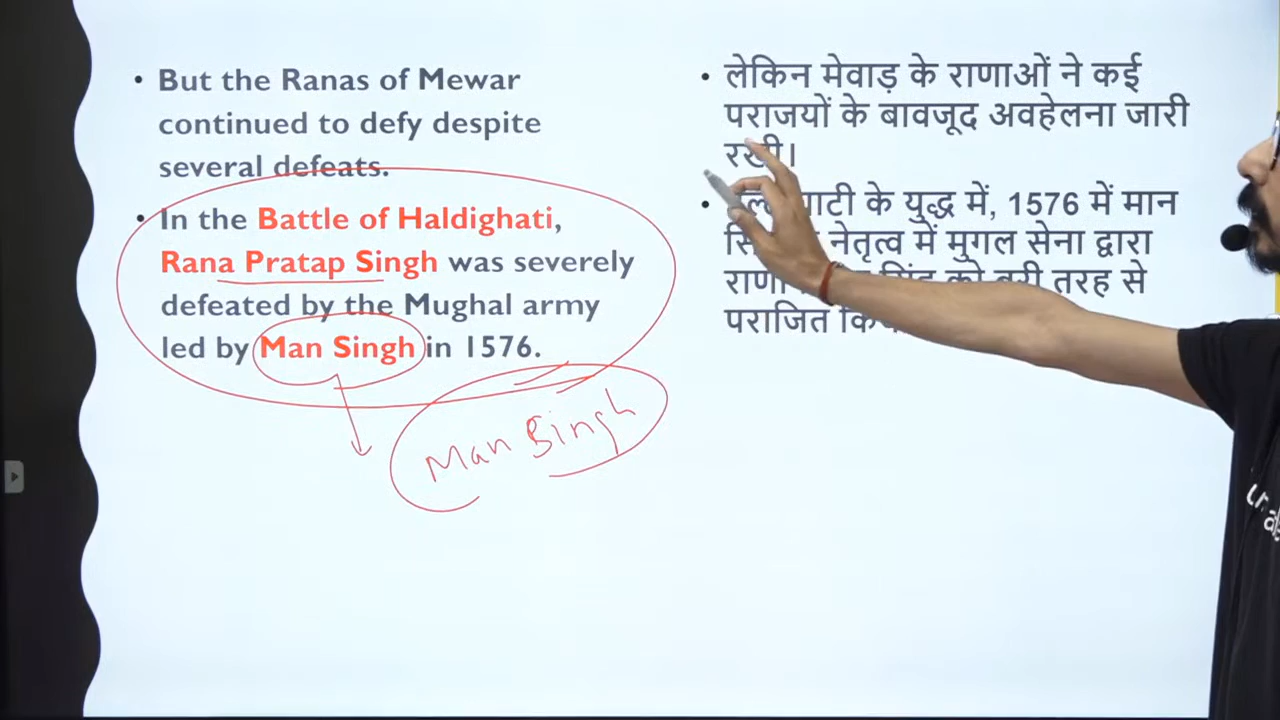 But the Ranas of Mewar
continued to defy despite
several defeats.
In the Battle of Haldighati,
Rana Pratap Singh was severely
defeated by the Mughal army
led by Man Singh in 1576.
Man Singh
लेकिन मेवाड़ के राणाओं ने कई
पराजयों के बावजूद अवहेलना जारी
रखी।
के युद्ध में, 1576 में मान
नेतृत्व में मुगल सेना द्वारा
राणा को बुरी तरह से
पराजित